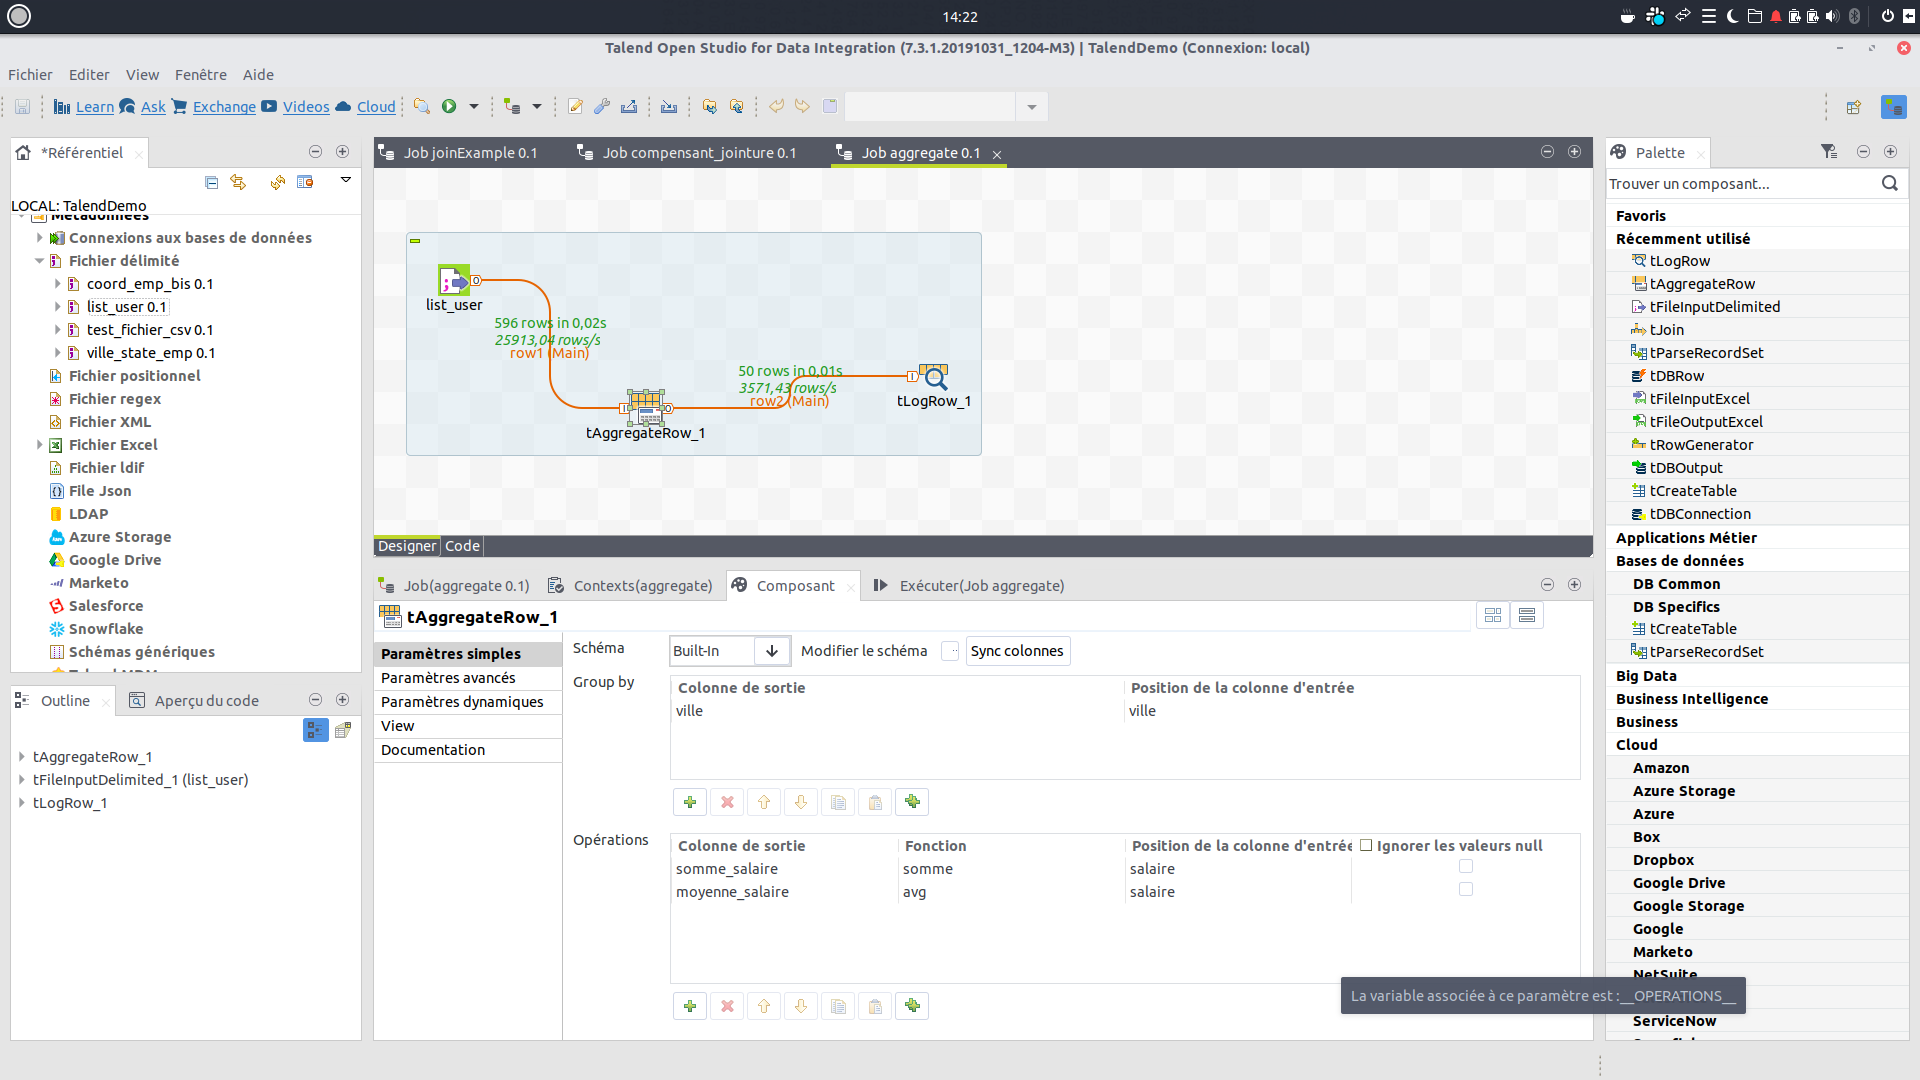 14:22
Talend Open Studio for Data Integration (7.3.1.20191031_1204-M3) | TalendDemo (Connexion: local)
Fichier Editer View Fenêtre Aide
Learn Ask Exchange Videos Cloud
*Référentiel
LOCAL: TalendDemo
Métadonnées
Connexions aux bases de données
Fichier délimité
coord_emp_bis 0.1
list_user 0.1
test_fichier_csv 0.1
ville_state_emp 0.1
Fichier positionnel
Fichier regex
Fichier XML
Fichier Excel
Fichier ldif
File Json
LDAP
Azure Storage
Google Drive
Marketo
Salesforce
Snowflake
Schémas génériques
Outline Aperçu du code
tAggregateRow_1
tFileInputDelimited_1 (list_user)
tLogRow_1
Job joinExample 0.1 Job compensant_jointure 0.1 Job aggregate 0.1
list_user
596 rows in 0,02s
25913,04 rows/s
row1 (Main)
50 rows in 0,01s
3571,43 rows/s
row2 (Main)
tAggregateRow_1
tLogRow_1
Designer Code
Job(aggregate 0.1) Contexts(aggregate) Composant Exécuter(Job aggregate)
tAggregateRow_1
Paramètres simples
Paramètres avancés
Paramètres dynamiques
View
Documentation
Schéma Built-In Modifier le schéma Sync colonnes
Group by
Colonne de sortie Position de la colonne d'entrée
ville ville
Opérations
Colonne de sortie Fonction Position de la colonne d'entrée Ignorer les valeurs null
somme_salaire somme salaire
moyenne_salaire avg salaire
La variable associée à ce paramètre est :__OPERATIONS__
Palette
Trouver un composant...
Favoris
Récemment utilisé
tLogRow
tAggregateRow
tFileInputDelimited
tJoin
tParseRecordSet
tDBRow
tFileInputExcel
tFileOutputExcel
tRowGenerator
tDBOutput
tCreateTable
tDBConnection
Applications Métier
Bases de données
DB Common
DB Specifics
tCreateTable
tParseRecordSet
Big Data
Business Intelligence
Business
Cloud
Amazon
Azure Storage
Azure
Box
Dropbox
Google Drive
Google Storage
Google
Marketo
NetSuite
ServiceNow